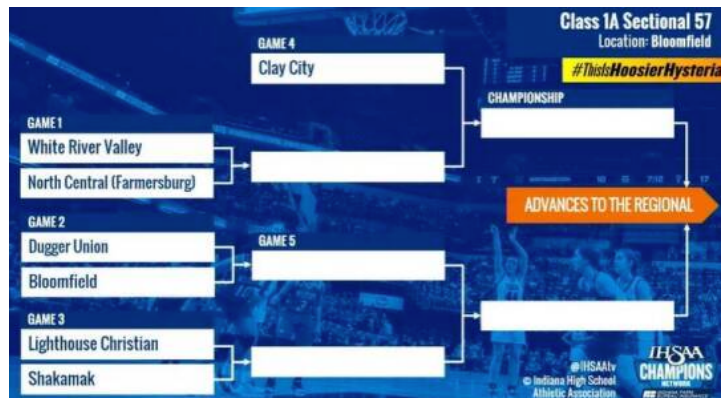 Class 1A Sectional 57
Location: Bloomfield
#ThisIsHoosierHysteria
GAME 4
Clay City
CHAMPIONSHIP
GAME 1
White River Valley
North Central (Farmersburg)
ADVANCES TO THE REGIONAL
GAME 2
Dugger Union
Bloomfield
GAME 5
GAME 3
Lighthouse Christian
Shakamak
@IHSAAtv
© Indiana High School
Athletic Association
IHSAA
CHAMPIONS
NETWORK